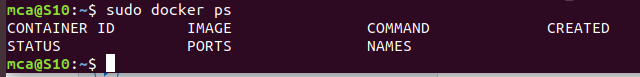 mca@S10:~$ sudo docker ps
CONTAINER ID        IMAGE               COMMAND             CREATED
STATUS              PORTS               NAMES
mca@S10:~$